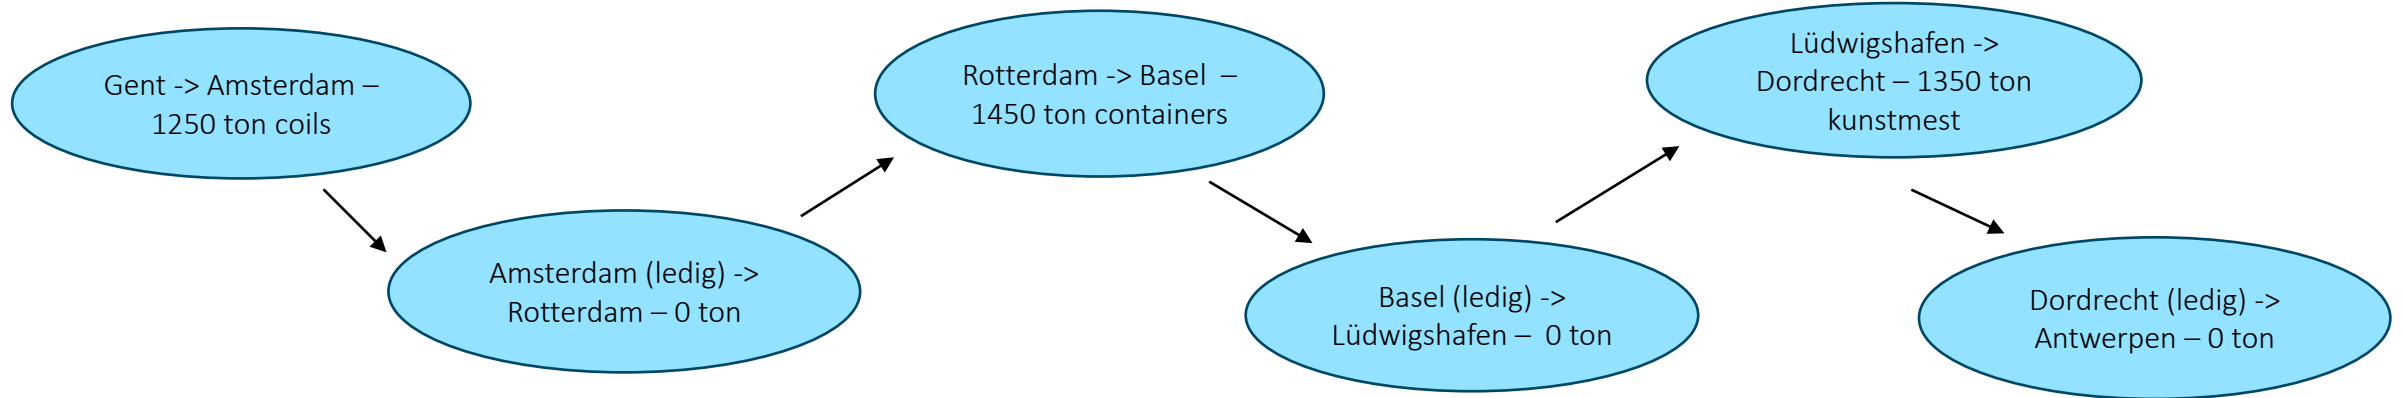 Gent -> Amsterdam –
1250 ton coils
Amsterdam (ledig) ->
Rotterdam – 0 ton
Rotterdam -> Basel –
1450 ton containers
Basel (ledig) ->
Lüdwigshafen – 0 ton
Lüdwigshafen ->
Dordrecht – 1350 ton
kunstmest
Dordrecht (ledig) ->
Antwerpen – 0 ton